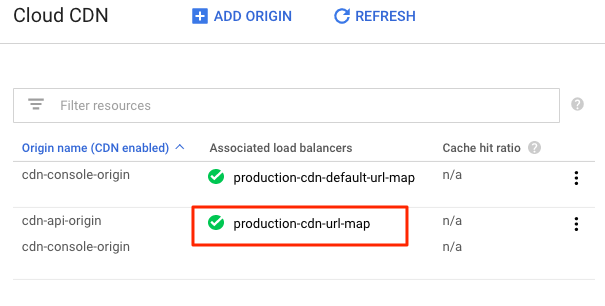 Cloud CDN ADD ORIGIN REFRESH
Filter resources ?
Origin name (CDN enabled) Associated load balancers Cache hit ratio ?
cdn-console-origin production-cdn-default-url-map n/a
cdn-api-origin production-cdn-url-map n/a
cdn-console-origin n/a